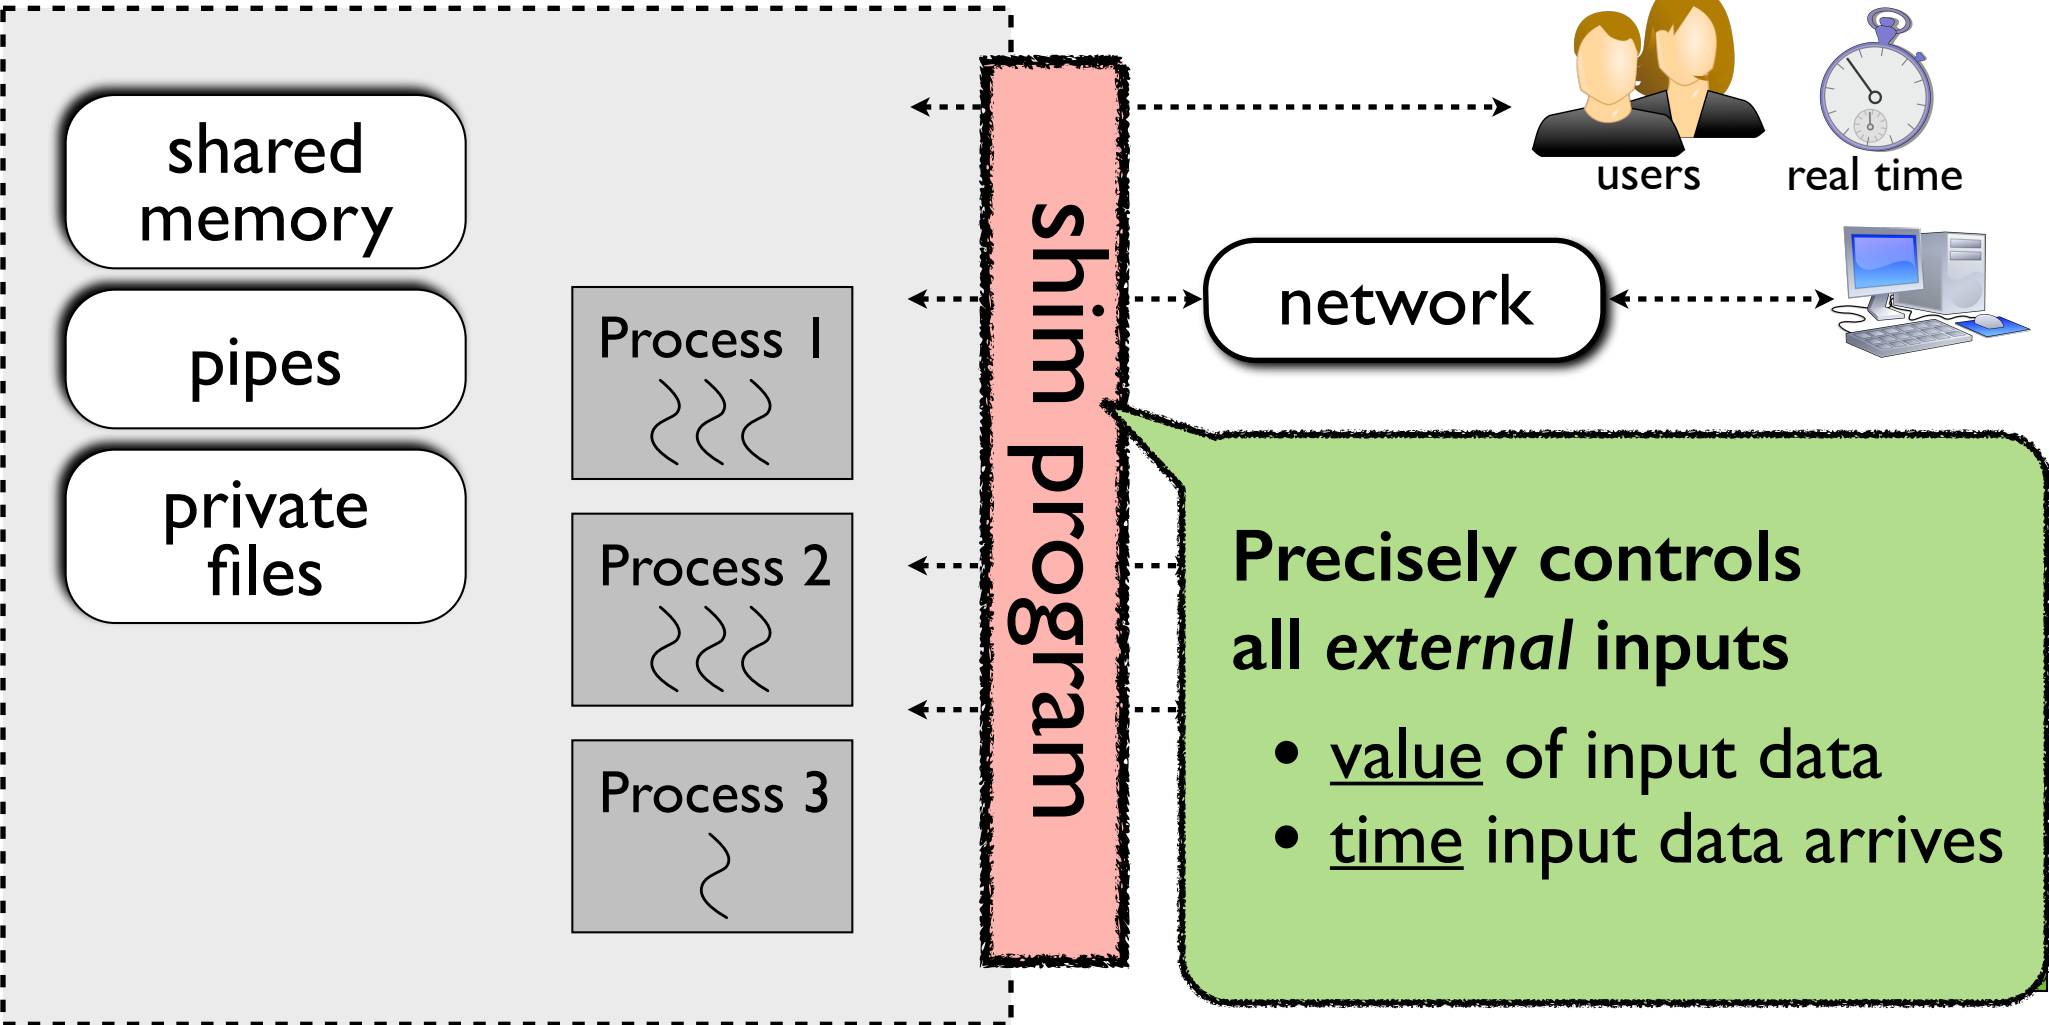 shared
memory
pipes
private
files
Process 1
Process 2
Process 3
shim program
users
real time
network
Precisely controls
all external inputs
• value of input data
• time input data arrives